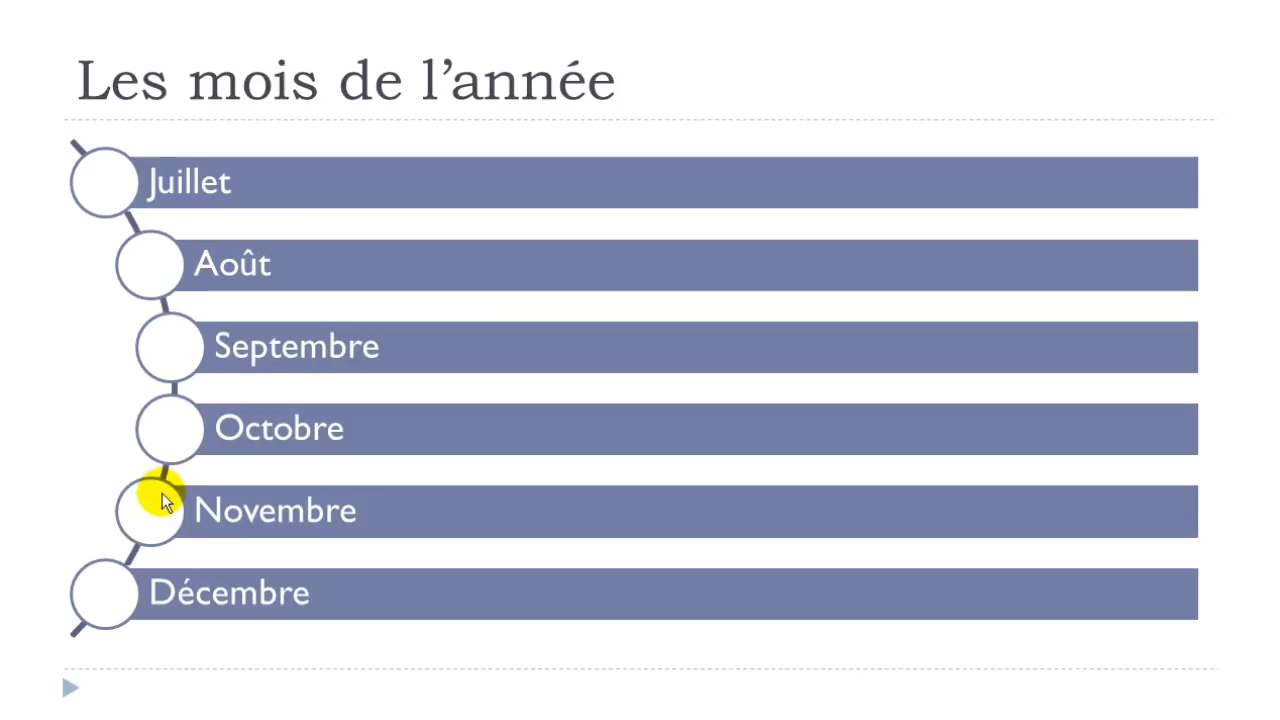 Les mois de l’année
Juillet
Août
Septembre
Octobre
Novembre
Décembre